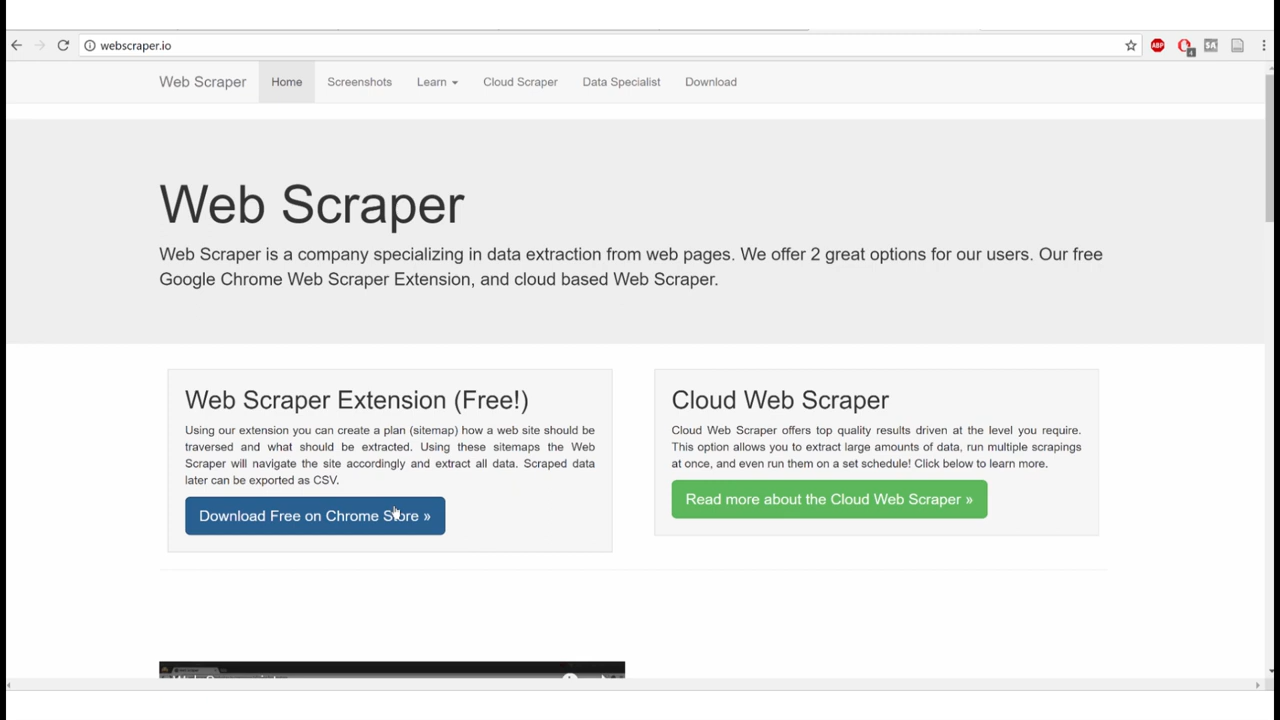 webscraper.io
ABP
4
Web Scraper Home Screenshots Learn Cloud Scraper Data Specialist Download
Web Scraper
Web Scraper is a company specializing in data extraction from web pages. We offer 2 great options for our users. Our free
Google Chrome Web Scraper Extension, and cloud based Web Scraper.
Web Scraper Extension (Free!)
Using our extension you can create a plan (sitemap) how a web site should be
traversed and what should be extracted. Using these sitemaps the Web
Scraper will navigate the site accordingly and extract all data. Scraped data
later can be exported as CSV.
Download Free on Chrome Store »
Cloud Web Scraper
Cloud Web Scraper offers top quality results driven at the level you require.
This option allows you to extract large amounts of data, run multiple scrapings
at once, and even run them on a set schedule! Click below to learn more.
Read more about the Cloud Web Scraper »